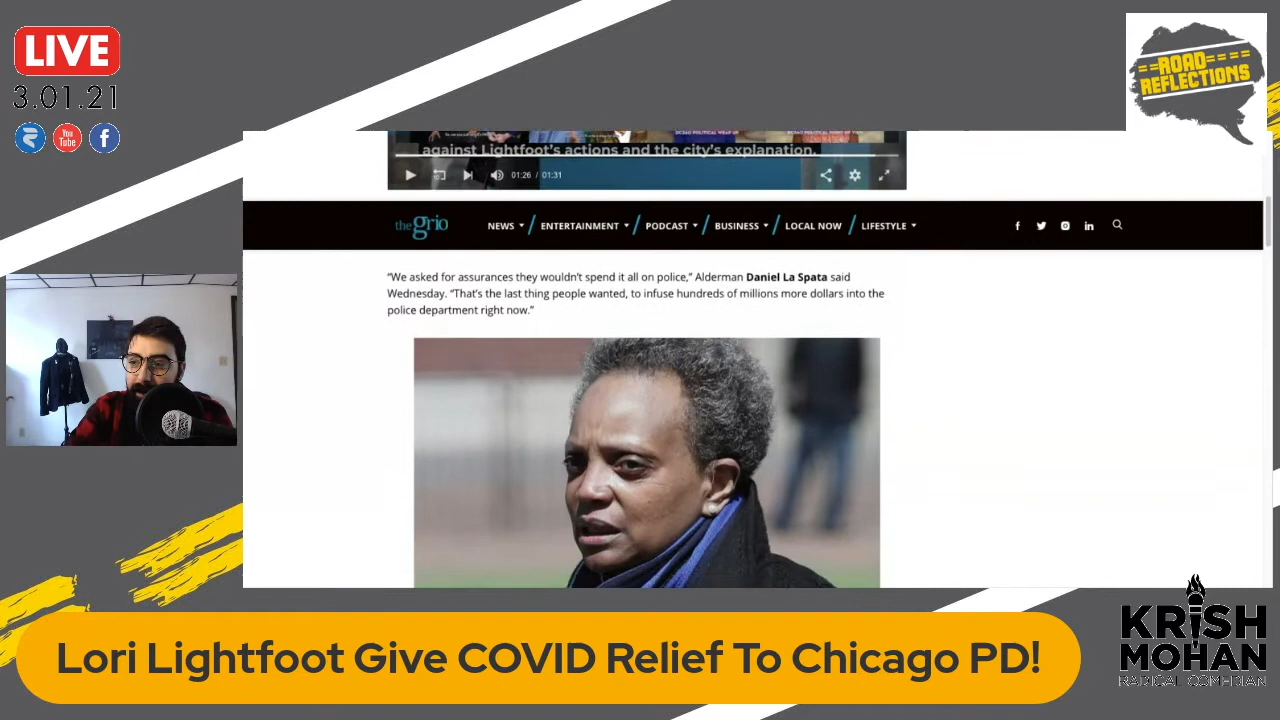 LIVE
3.01.21
You
Tube
ROAD
REFLECTIONS
against Lightfoot's actions and the city's explanation.
01:26 / 01:31
thegrio
NEWS / ENTERTAINMENT / PODCAST / BUSINESS / LOCAL NOW / LIFESTYLE
“We asked for assurances they wouldn’t spend it all on police,” Alderman Daniel La Spata said
Wednesday. “That’s the last thing people wanted, to infuse hundreds of millions more dollars into the
police department right now.”
Lori Lightfoot Give COVID Relief To Chicago PD!
KRISH
MOHAN
RADICAL COMEDIAN